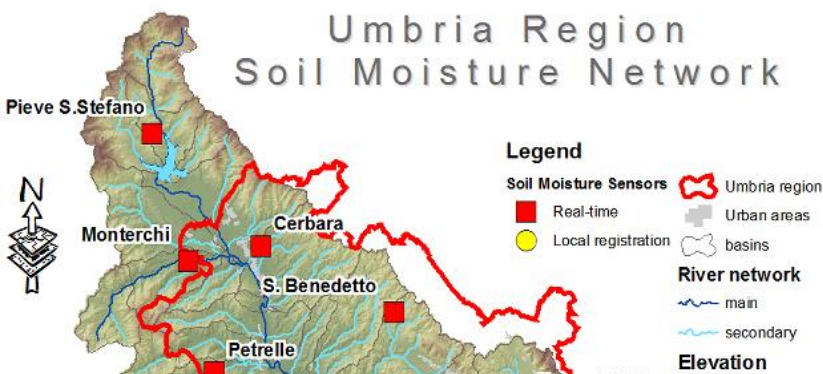 Umbria Region
Soil Moisture Network
Pieve S.Stefano
N
Monterchi
Cerbara
S. Benedetto
Petrelle
Legend
Soil Moisture Sensors
Real-time
Local registration
Umbria region
Urban areas
basins
River network
main
secondary
Elevation